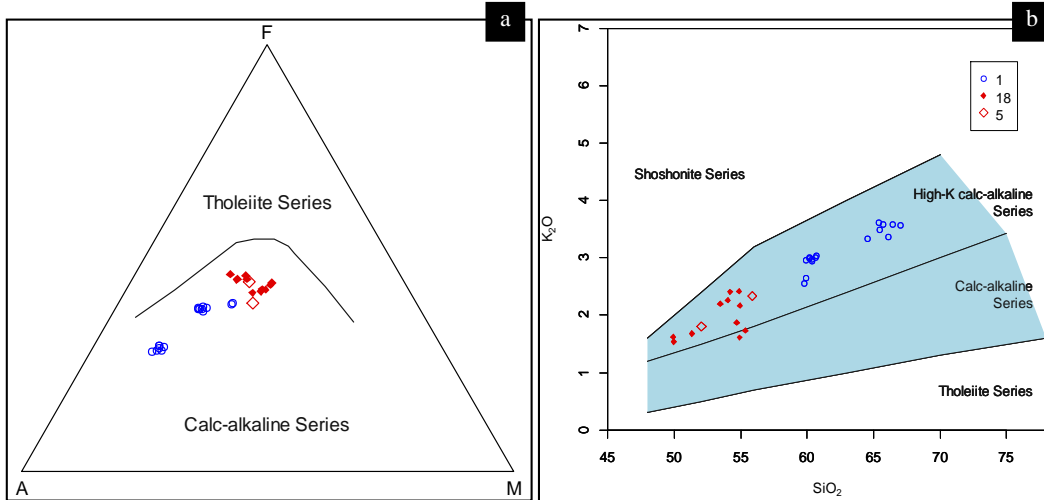 a
F
Tholeiite Series
Calc-alkaline Series
A
M
b
7
6
5
4
3
2
1
0
K₂O
1
18
5
Shoshonite Series
High-K calc-alkaline
Series
Calc-alkaline
Series
Tholeiite Series
45
50
55
60
65
70
75
SiO₂